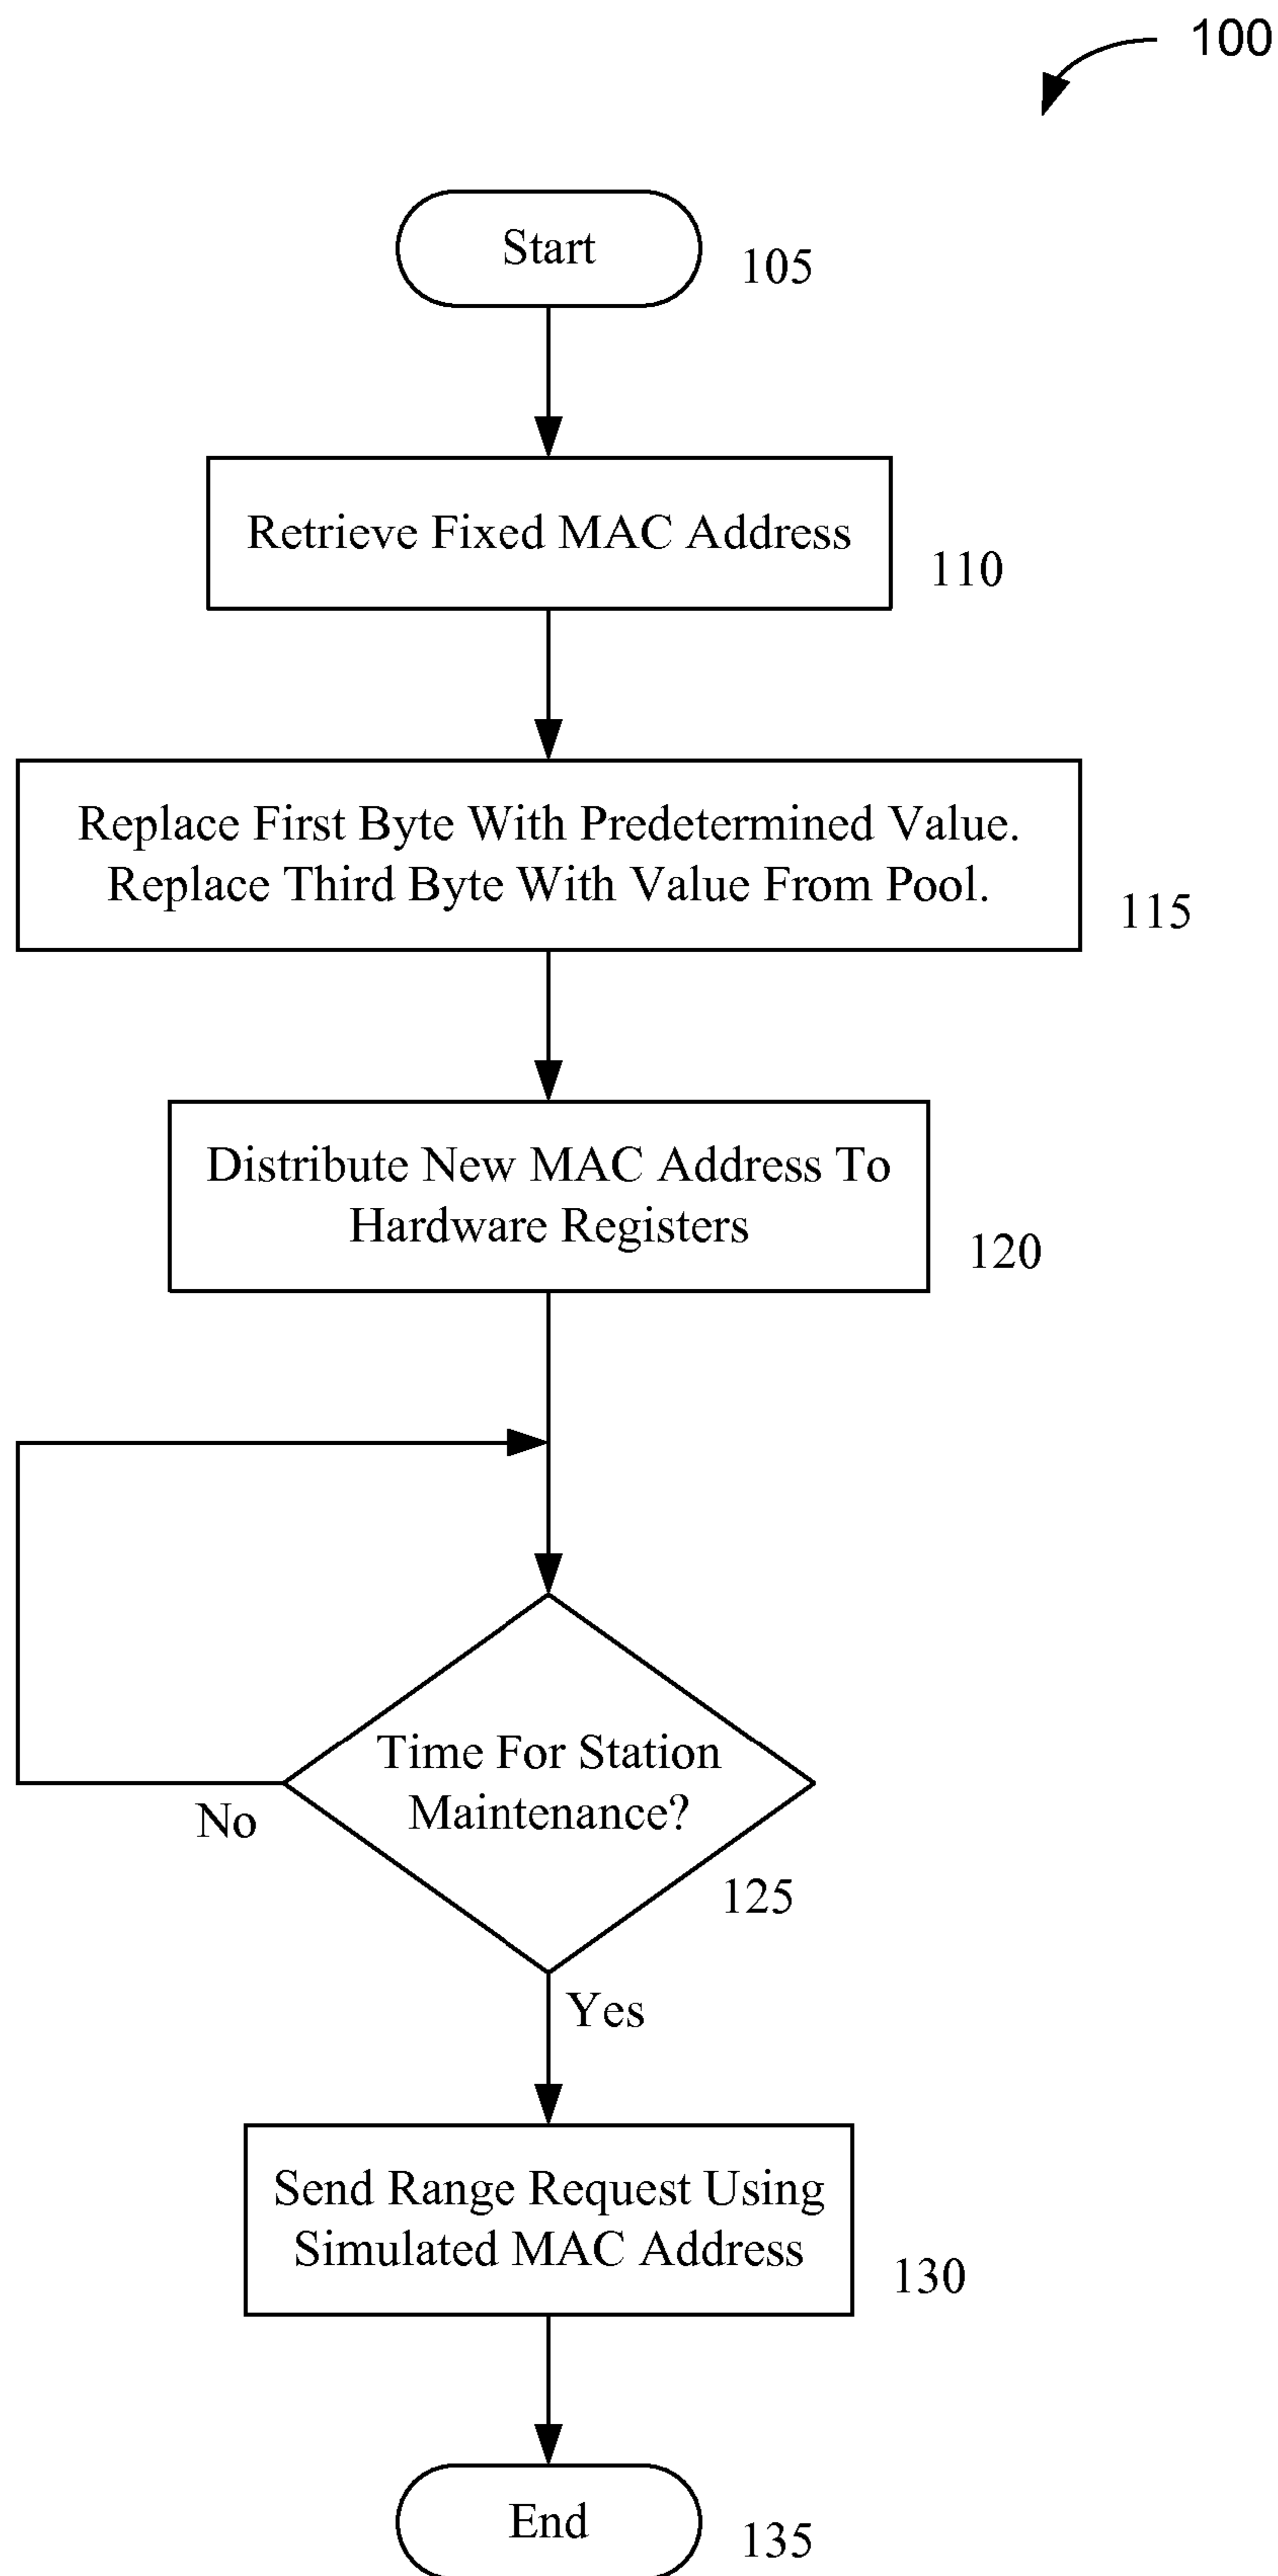 100
Start
105
Retrieve Fixed MAC Address
110
Replace First Byte With Predetermined Value.
Replace Third Byte With Value From Pool.
115
Distribute New MAC Address To
Hardware Registers
120
Time For Station
Maintenance?
No
125
Yes
Send Range Request Using
Simulated MAC Address
130
End
135